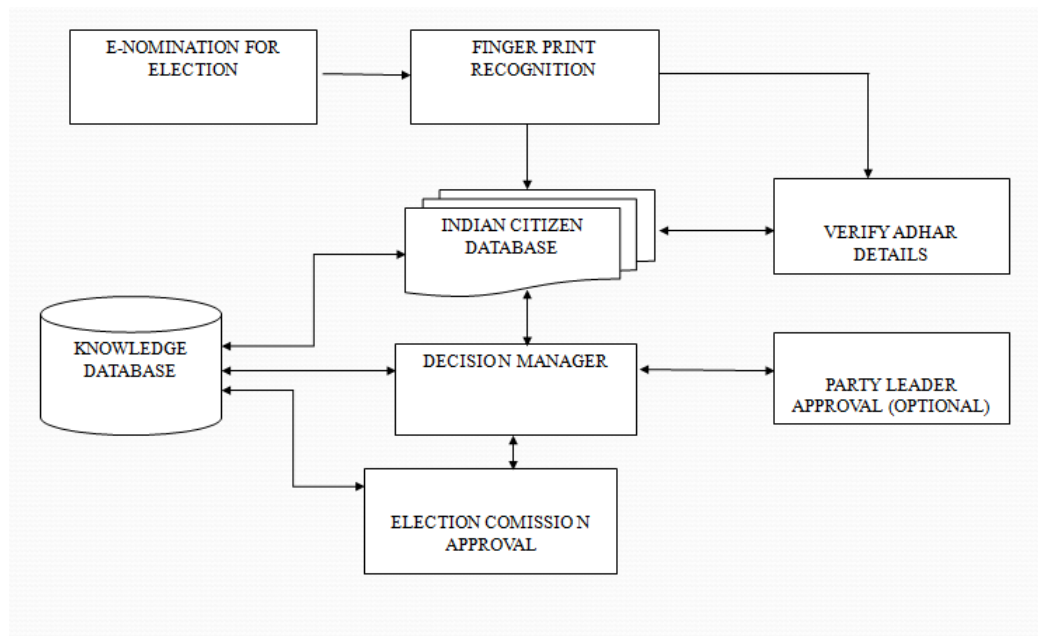 E-NOMINATION FOR
ELECTION
FINGER PRINT
RECOGNITION
INDIAN CITIZEN
DATABASE
VERIFY ADHAR
DETAILS
KNOWLEDGE
DATABASE
DECISION MANAGER
PARTY LEADER
APPROVAL (OPTIONAL)
ELECTION COMISSION
APPROVAL